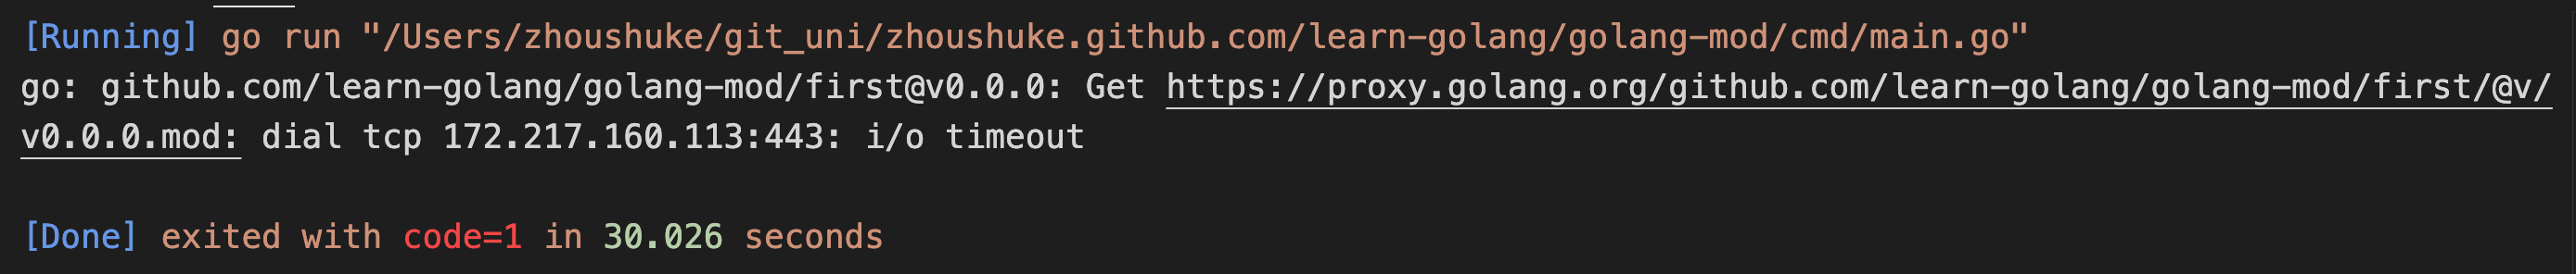 [Running] go run "/Users/zhoushuke/git_uni/zhoushuke.github.com/learn-golang/golang-mod/cmd/main.go"
go: github.com/learn-golang/golang-mod/first@v0.0.0: Get https://proxy.golang.org/github.com/learn-golang/golang-mod/first/@v/
v0.0.0.mod: dial tcp 172.217.160.113:443: i/o timeout
[Done] exited with code=1 in 30.026 seconds